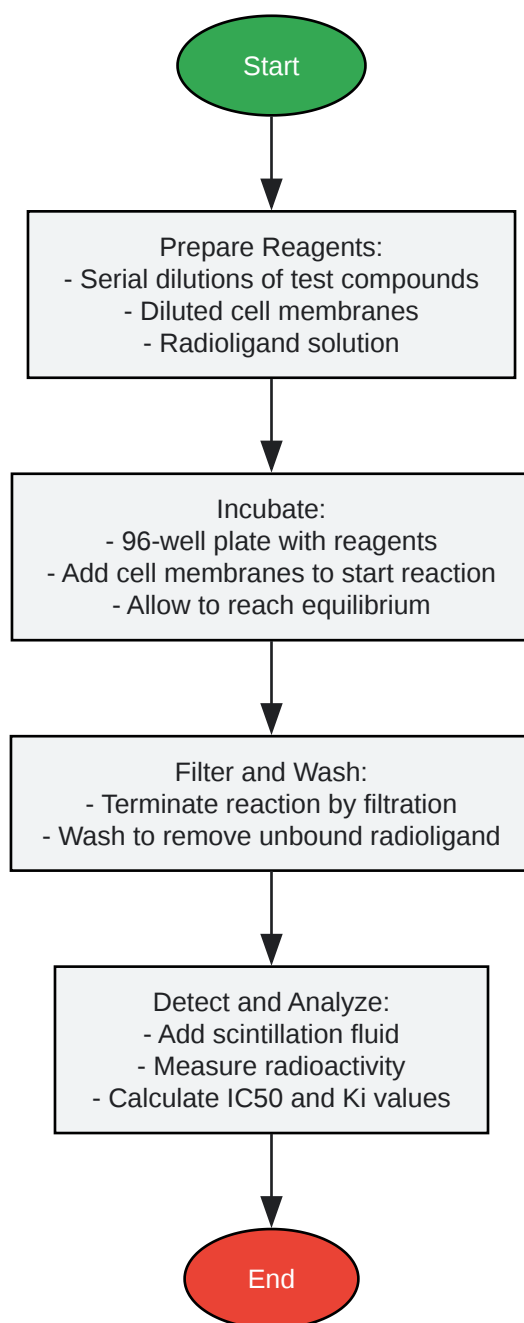 Start
Prepare Reagents:
- Serial dilutions of test compounds
- Diluted cell membranes
- Radioligand solution
Incubate:
- 96-well plate with reagents
- Add cell membranes to start reaction
- Allow to reach equilibrium
Filter and Wash:
- Terminate reaction by filtration
- Wash to remove unbound radioligand
Detect and Analyze:
- Add scintillation fluid
- Measure radioactivity
- Calculate IC50 and Ki values
End